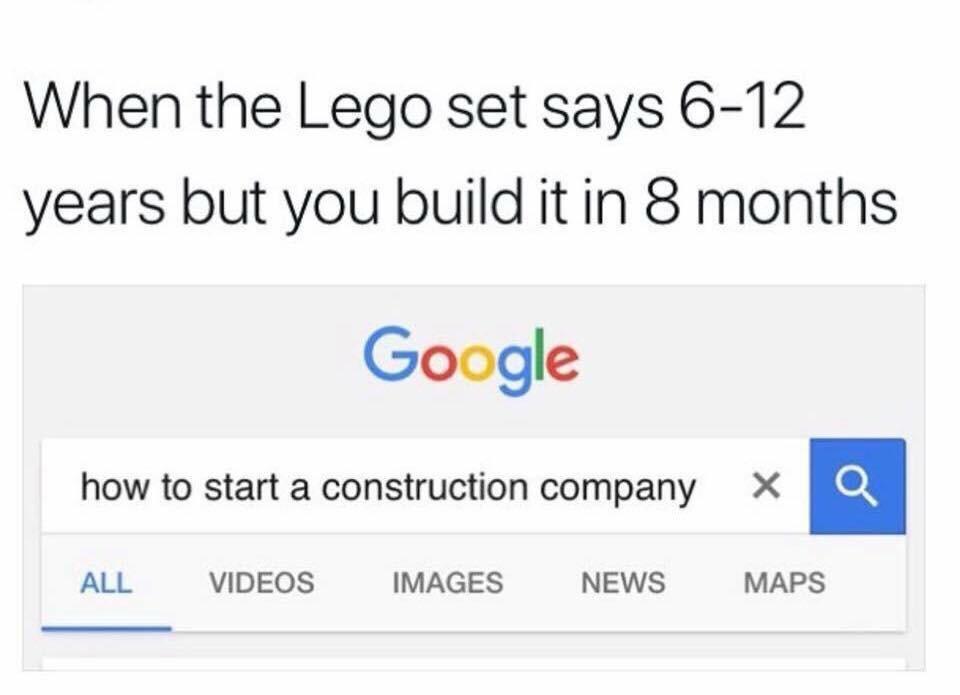 When the Lego set says 6-12
years but you build it in 8 months
Google
how to start a construction company
ALL VIDEOS IMAGES NEWS MAPS